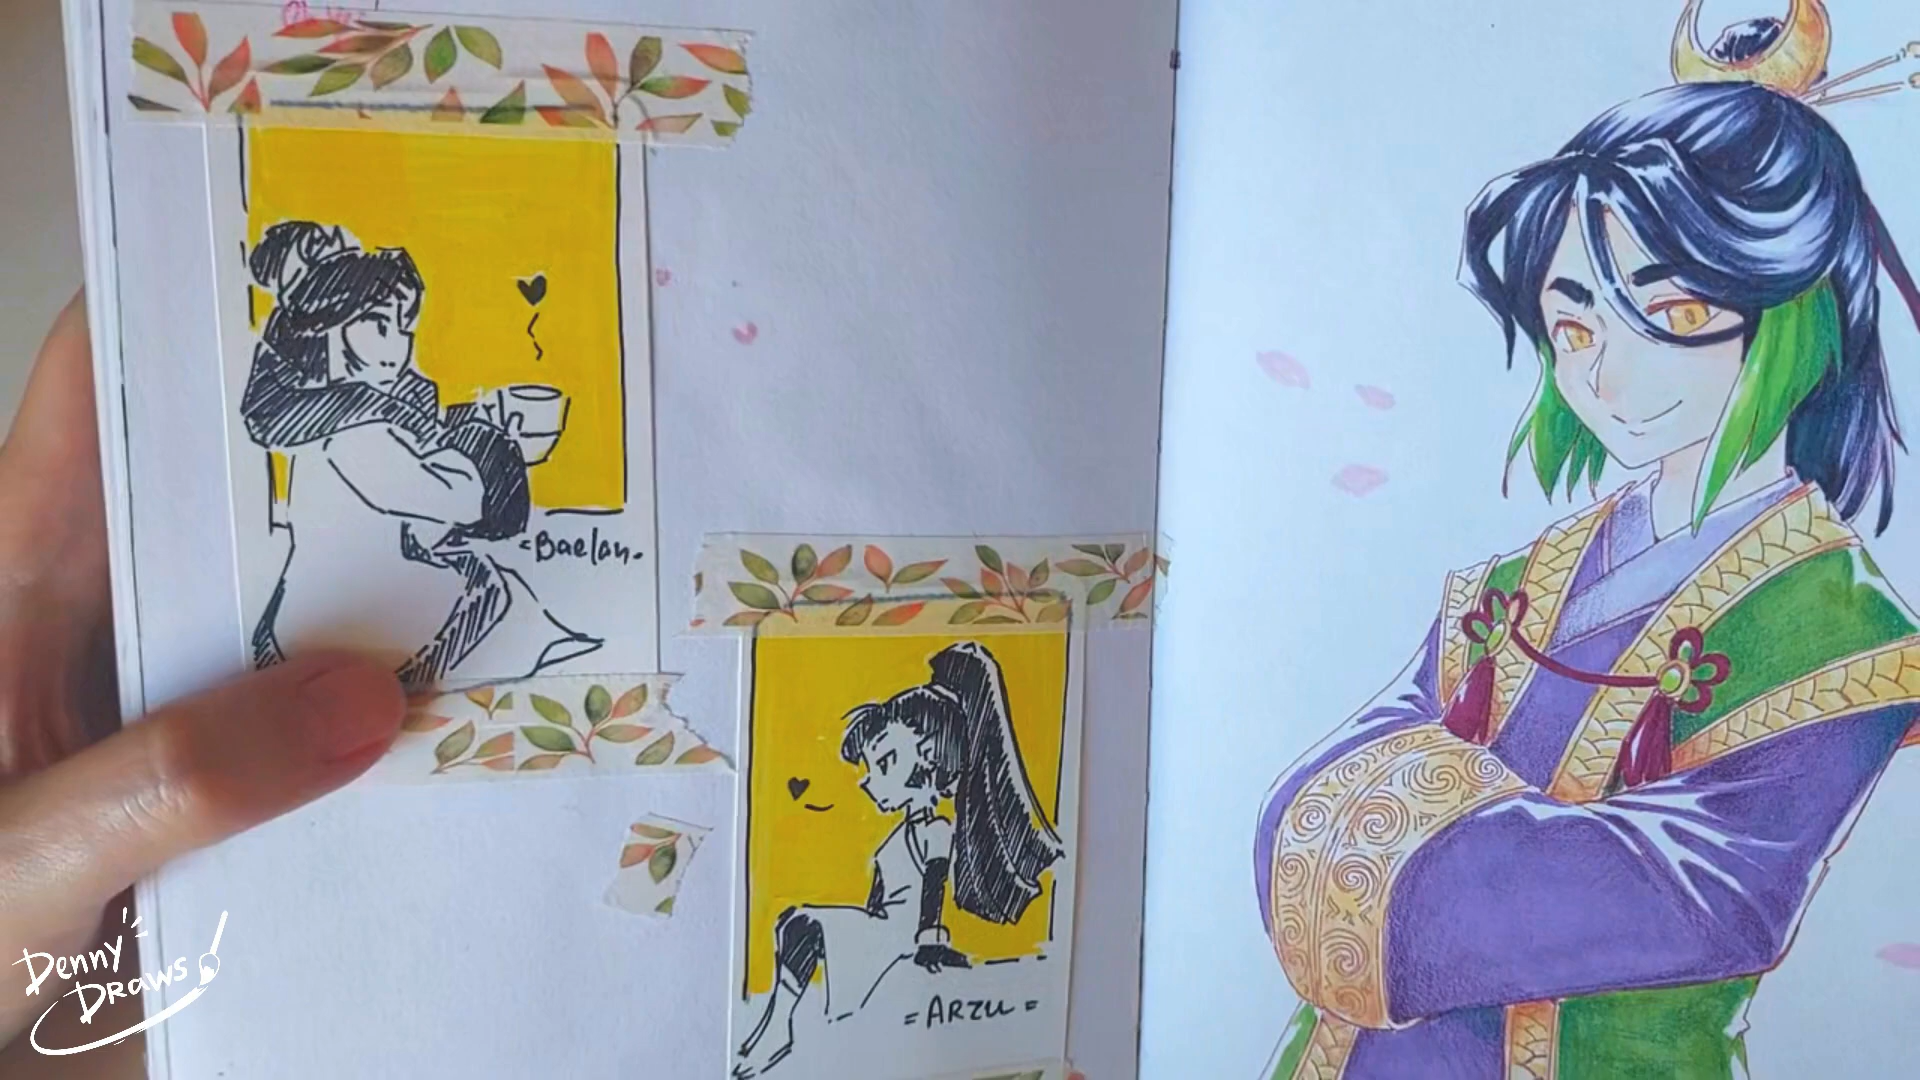 =Baelan=
=ARZU=
Denny
DRAWS